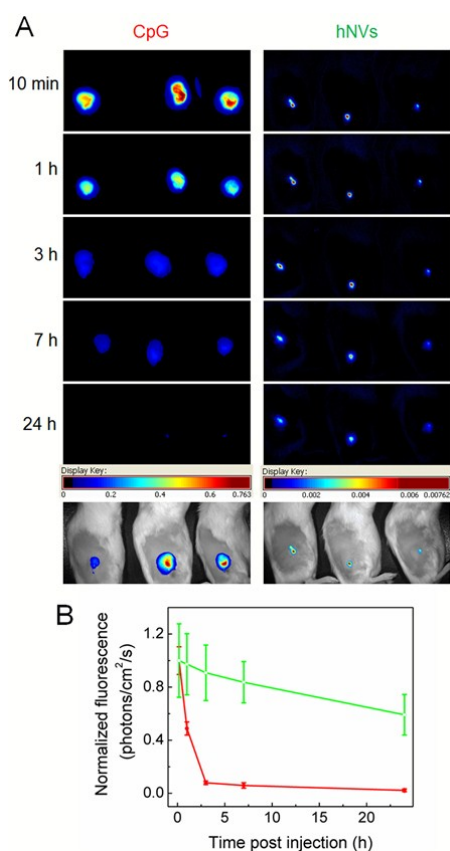 A
CpG
hNVs
10 min
1 h
3 h
7 h
24 h
Display Key:
0 0.2 0.4 0.6 0.763
Display Key:
0 0.002 0.004 0.006 0.00762
B
Normalized fluorescence
(photons/cm²/s)
1.2
0.8
0.4
0.0
0 5 10 15 20
Time post injection (h)